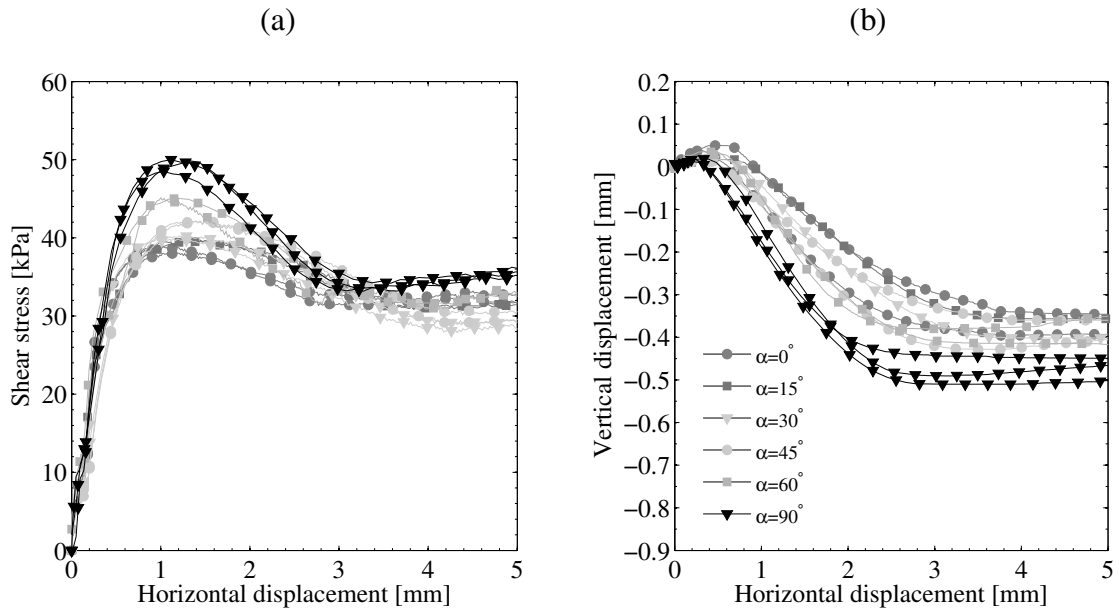 (a)
60
50
40
30
20
10
0
0 1 2 3 4 5
Shear stress [kPa]
Horizontal displacement [mm]
(b)
0.2
0.1
0
−0.1
−0.2
−0.3
−0.4
−0.5
−0.6
−0.7
−0.8
−0.9
0 1 2 3 4 5
Vertical displacement [mm]
Horizontal displacement [mm]
α=0°
α=15°
α=30°
α=45°
α=60°
α=90°